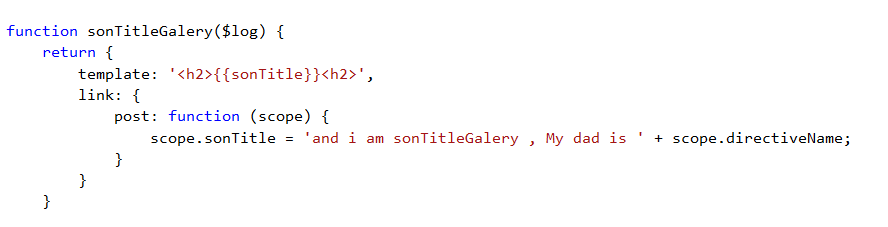 function sonTitleGalery($log) {
    return {
        template: '<h2>{{sonTitle}}<h2>',
        link: {
            post: function (scope) {
                scope.sonTitle = 'and i am sonTitleGalery , My dad is ' + scope.directiveName;
            }
        }
    }